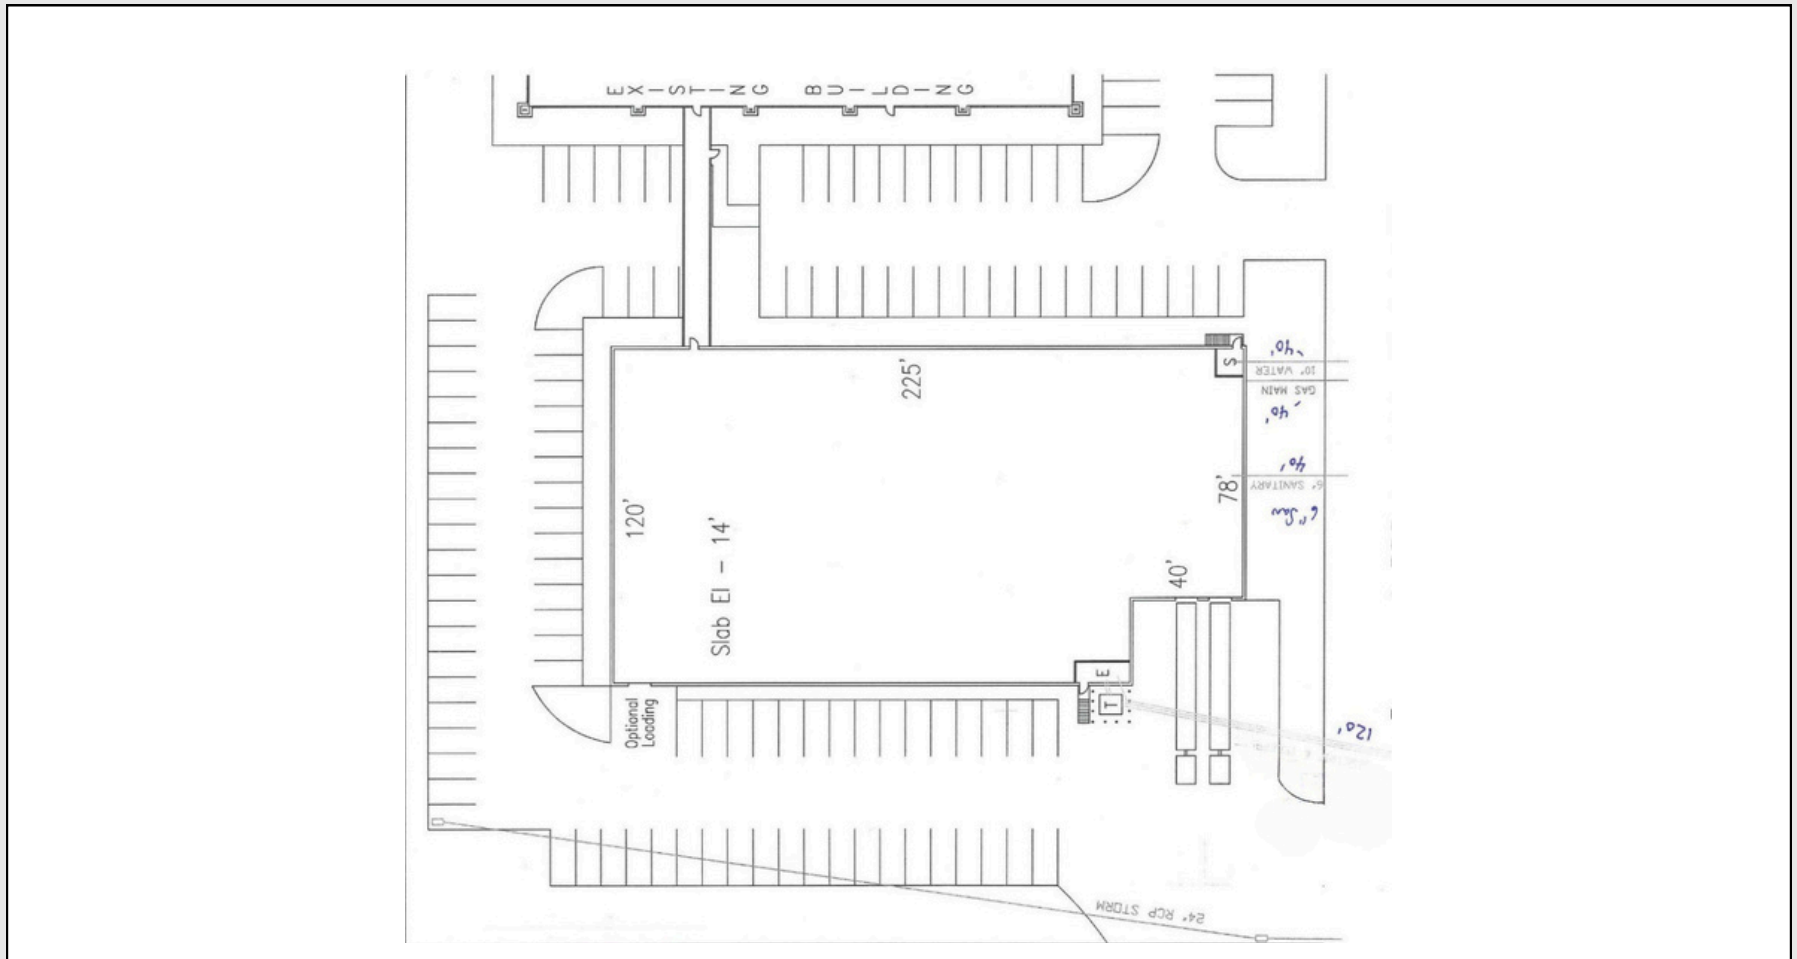 EXISTING BUILDING
225'
S
~40'
10" WATER
GAS MAIN
~40'
40'
6" SANITARY
6" San
78'
120'
Slab El – 14'
40'
E
T
Optional
Loading
120'
24" RCP STORM